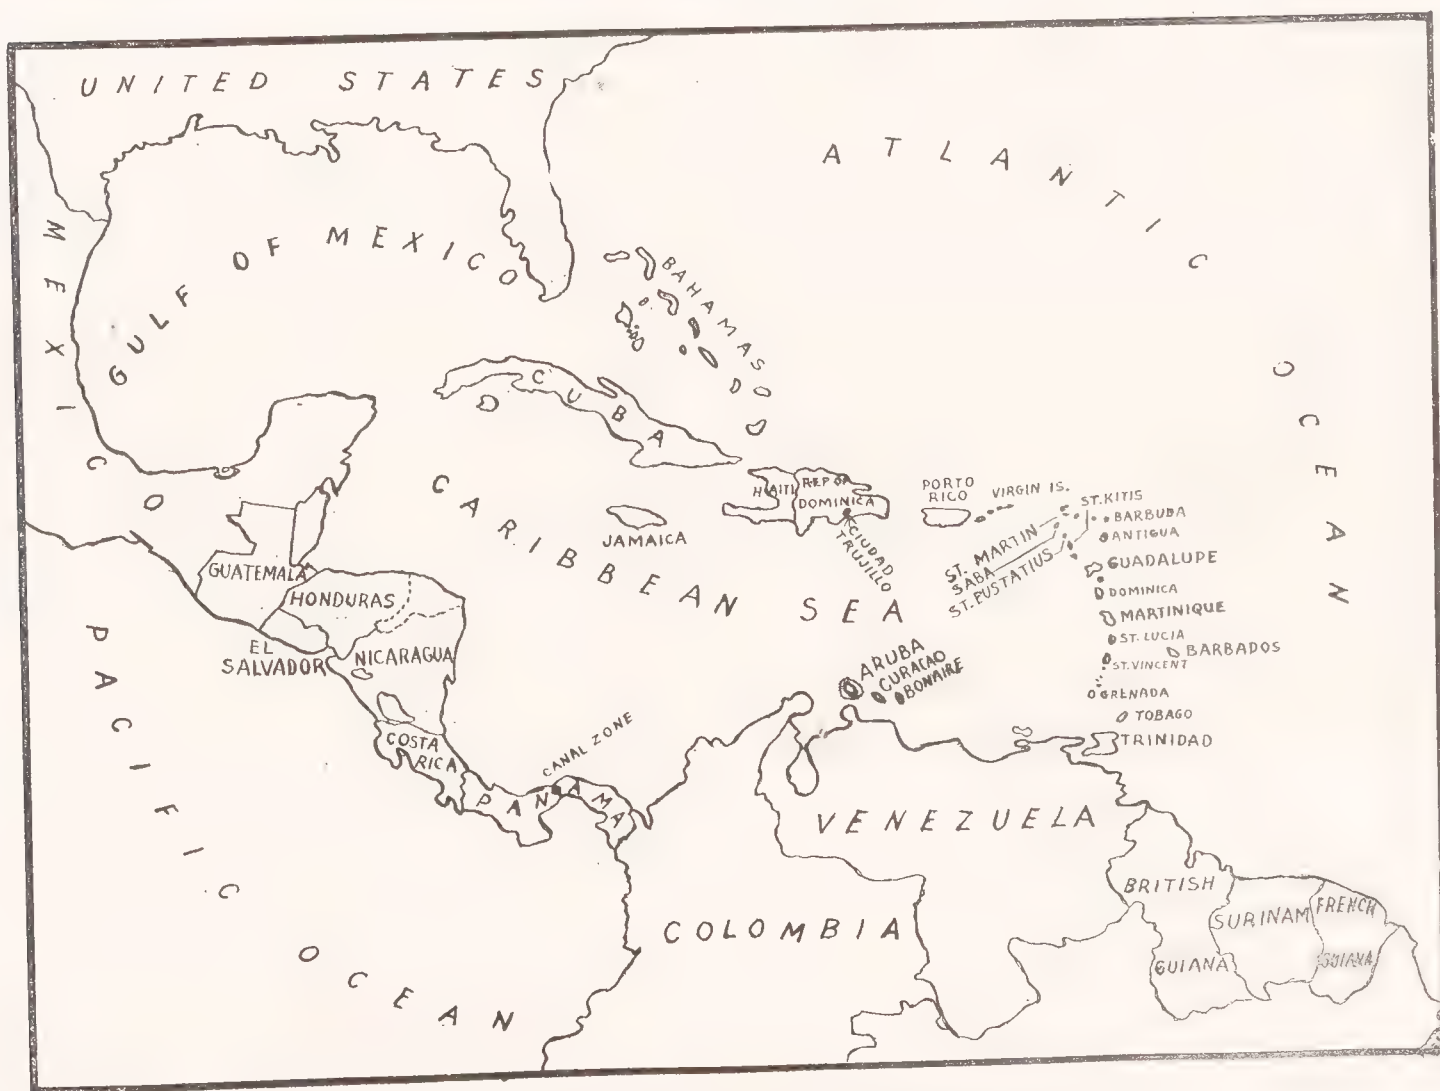 UNITED STATES
ATLANTIC OCEAN
MEXICO
GULF OF MEXICO
BAHAMAS
CUBA
CARIBBEAN SEA
HAITI
REP OF
DOMINICA
CIUDAD
TRUJILLO
JAMAICA
PORTO
RICO
VIRGIN IS.
ST. KITIS
BARBUDA
ANTIGUA
ST. MARTIN
SABA
ST. EUSTATIUS
GUADALUPE
DOMINICA
MARTINIQUE
ST. LUCIA
BARBADOS
ST. VINCENT
GRENADA
TOBAGO
TRINIDAD
ARUBA
CURACAO
BONAIRE
GUATEMALA
HONDURAS
EL
SALVADOR
NICARAGUA
COSTA
RICA
CANAL ZONE
PANAMA
PACIFIC OCEAN
VENEZUELA
COLOMBIA
BRITISH
GUIANA
SURINAM
FRENCH
GUIANA